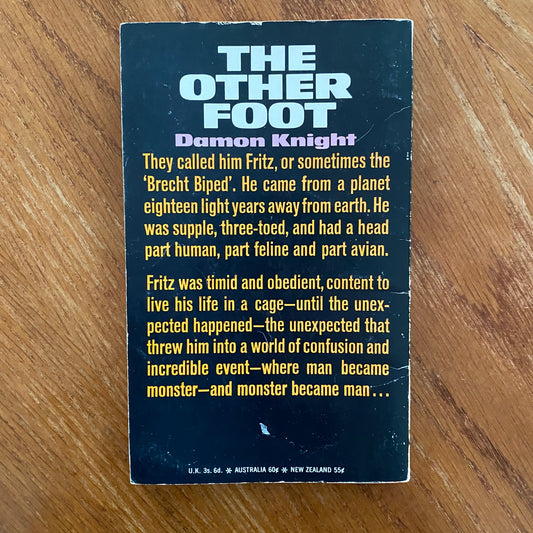 THE
OTHER
FOOT
Damon Knight
They called him Fritz, or sometimes the
‘Brecht Biped’. He came from a planet
eighteen light years away from earth. He
was supple, three-toed, and had a head
part human, part feline and part avian.
Fritz was timid and obedient, content to
live his life in a cage—until the unex-
pected happened—the unexpected that
threw him into a world of confusion and
incredible event—where man became
monster—and monster became man...
U.K. 3s. 6d. * AUSTRALIA 60¢ * NEW ZEALAND 55¢